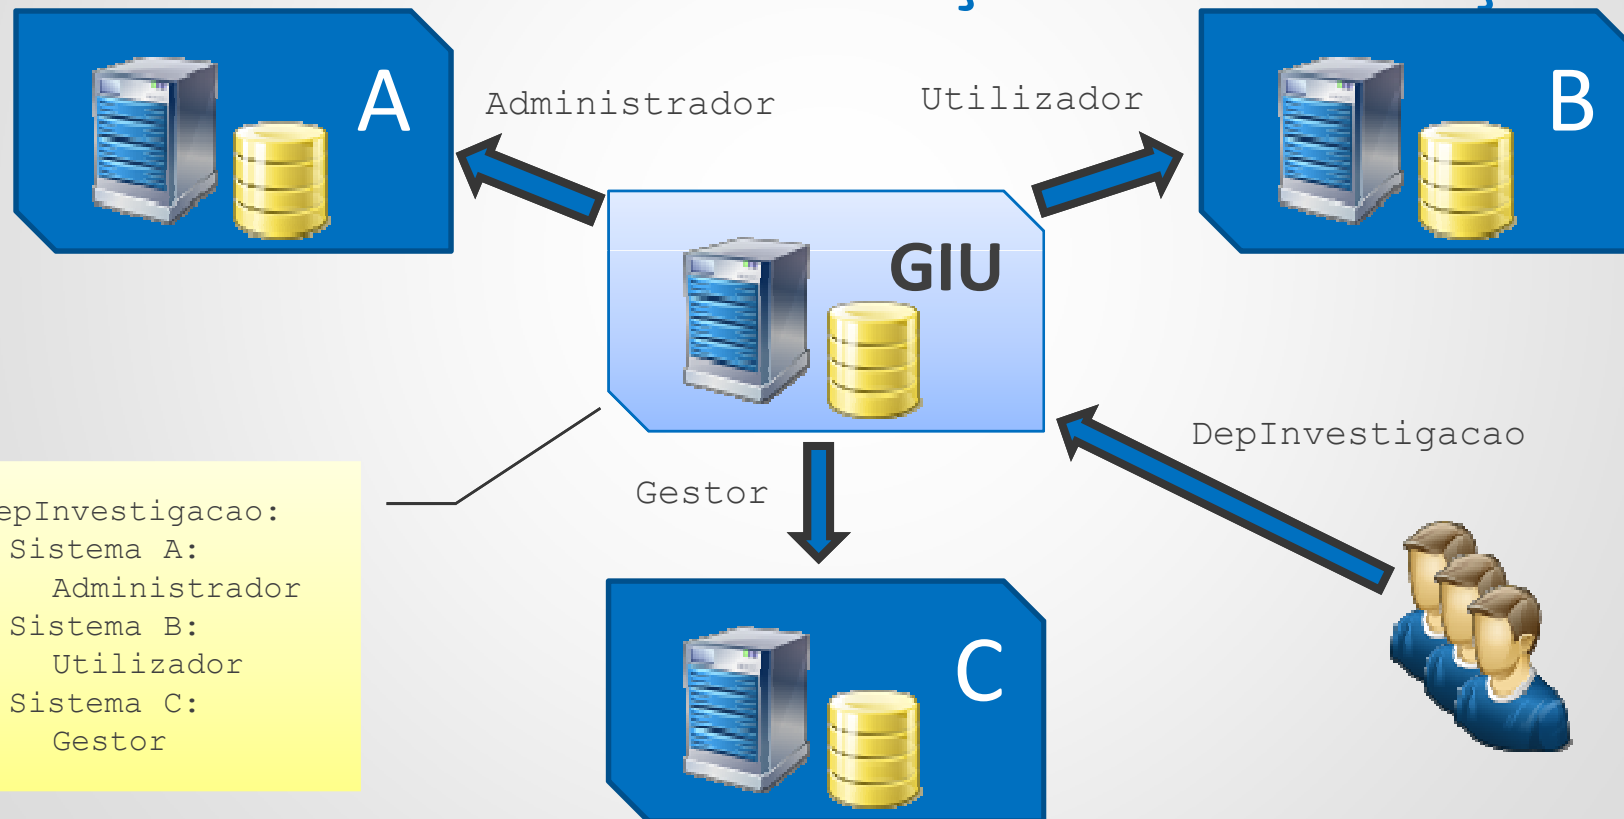 A
Administrador
Utilizador
B
GIU
DepInvestigacao
Gestor
epInvestigacao:
Sistema A:
Administrador
Sistema B:
Utilizador
Sistema C:
Gestor
C